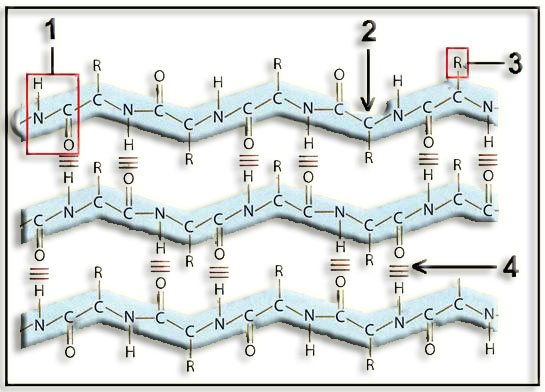 1 2
H R O H R O H R 3
N C C N C C N C C N C C N C C N
O H R O H R O H
H R O H R O H R O
C N C C N C C N C C N C C N C C
O H R O H R O
4
H R O H R O H R
N C C N C C N C C N C C N C C N
O H R O H R O H